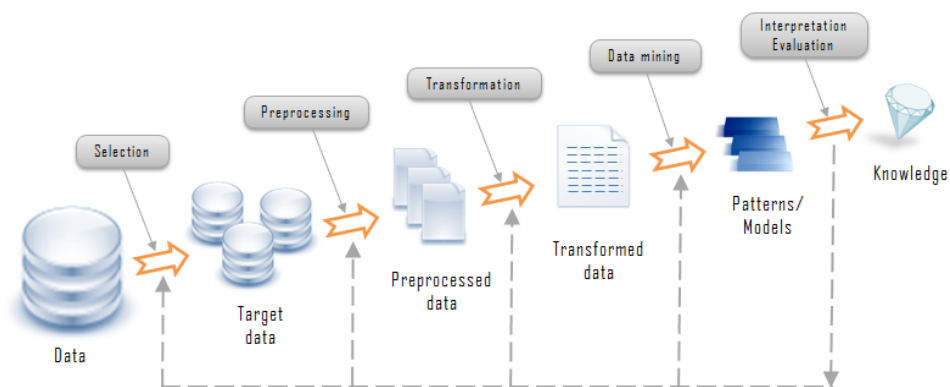 Interpretation
Evaluation
Data mining
Transformation
Preprocessing
Selection
Knowledge
Patterns/
Models
Transformed
data
Preprocessed
data
Target
data
Data